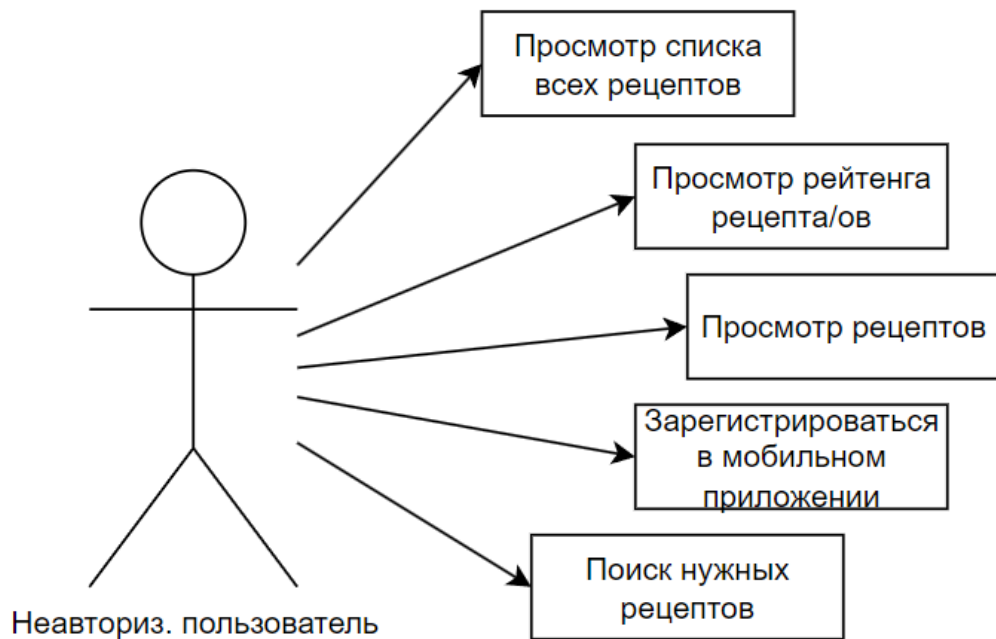 Просмотр списка
всех рецептов
Просмотр рейтенга
рецепта/ов
Просмотр рецептов
Зарегистрироваться
в мобильном
приложении
Поиск нужных
рецептов
Неавториз. пользователь